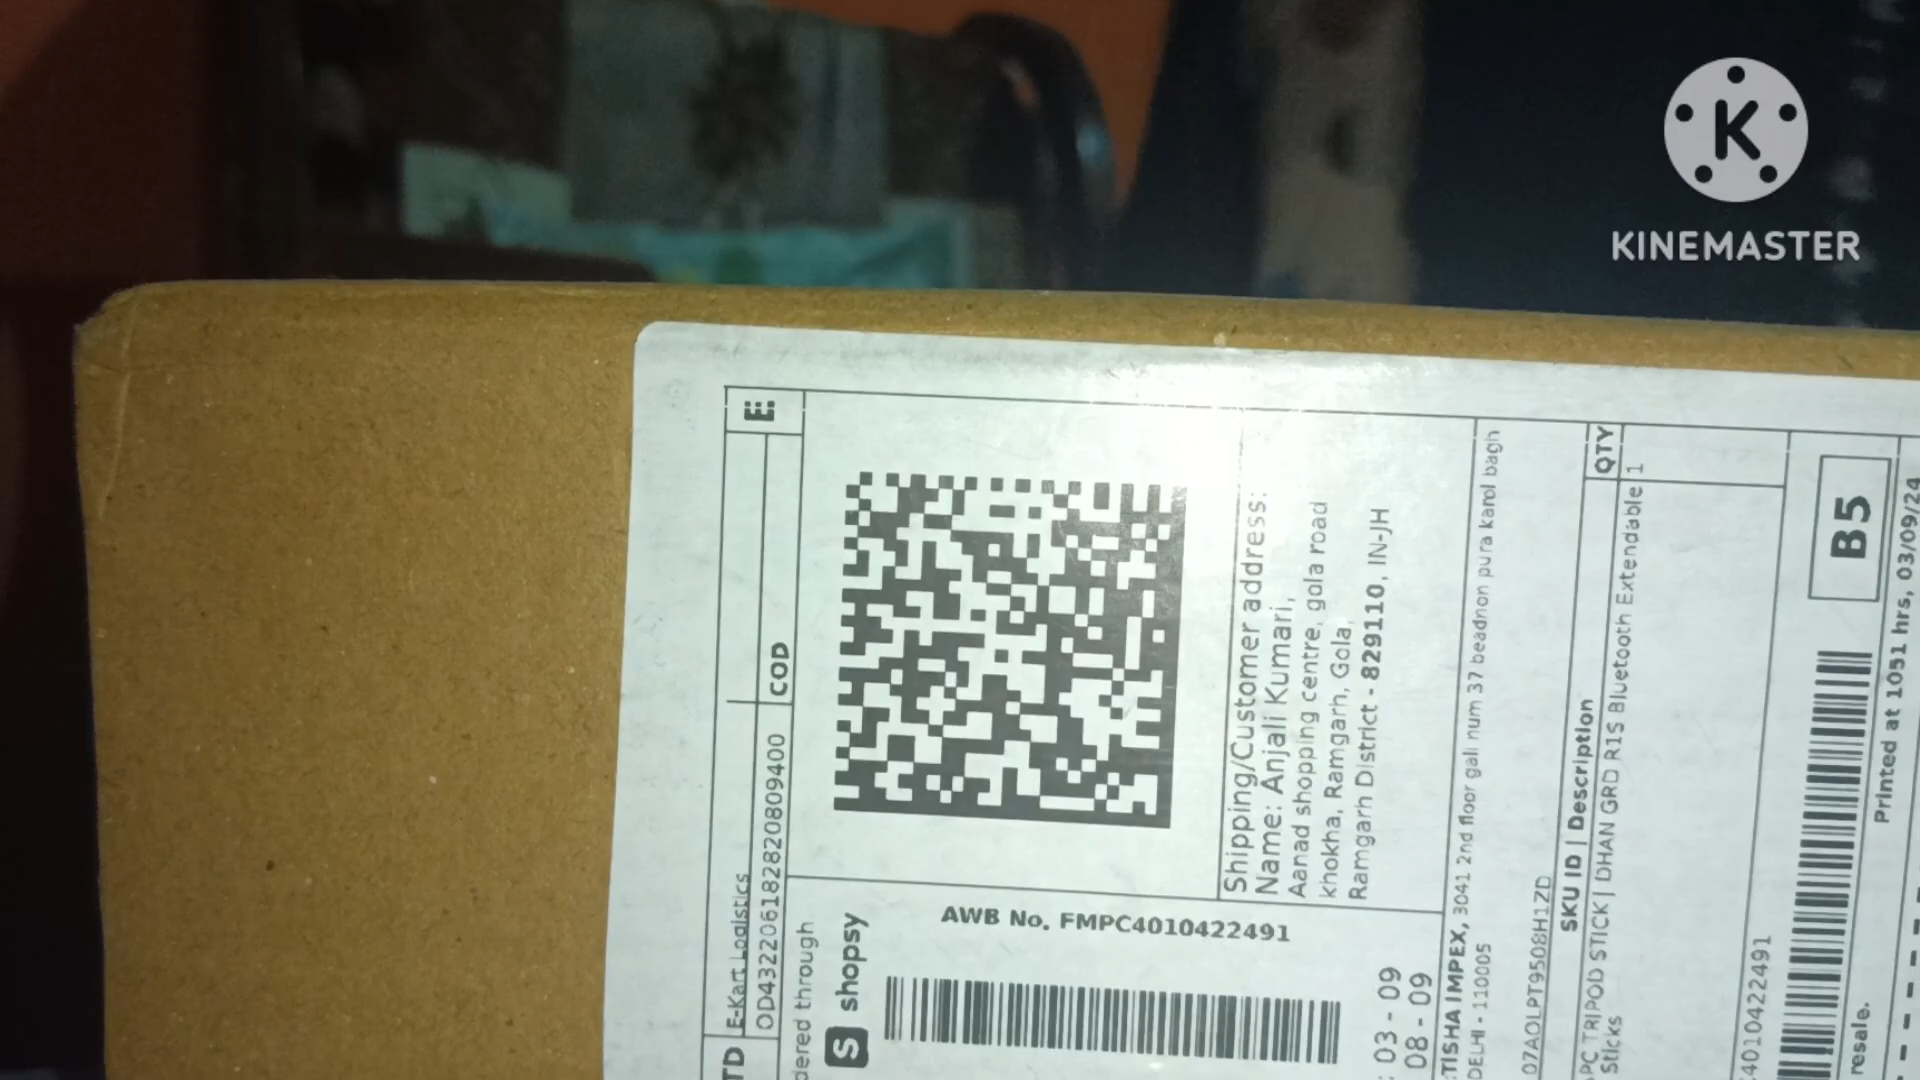 KINEMASTER
TD
E-Kart Logistics
E:
OD432206182820809400
COD
dered through
S shopsy
AWB No. FMPC4010422491
Shipping/Customer address:
Name: Anjali Kumari,
Aanad shopping centre, gola road
khokha, Ramgarh, Gola,
Ramgarh District - 829110, IN-JH
: 03 - 09
08 - 09
TISHA IMPEX, 3041 2nd floor gali num 37 beadnon pura karol bagh
DELHI - 110005
07AOLPT9508H1ZD
SKU ID | Description
QTY
PC TRIPOD STICK | DHAN GRD R1S Bluetooth Extendable
1
Sticks
4010422491
B5
resale.
Printed at 1051 hrs, 03/09/24